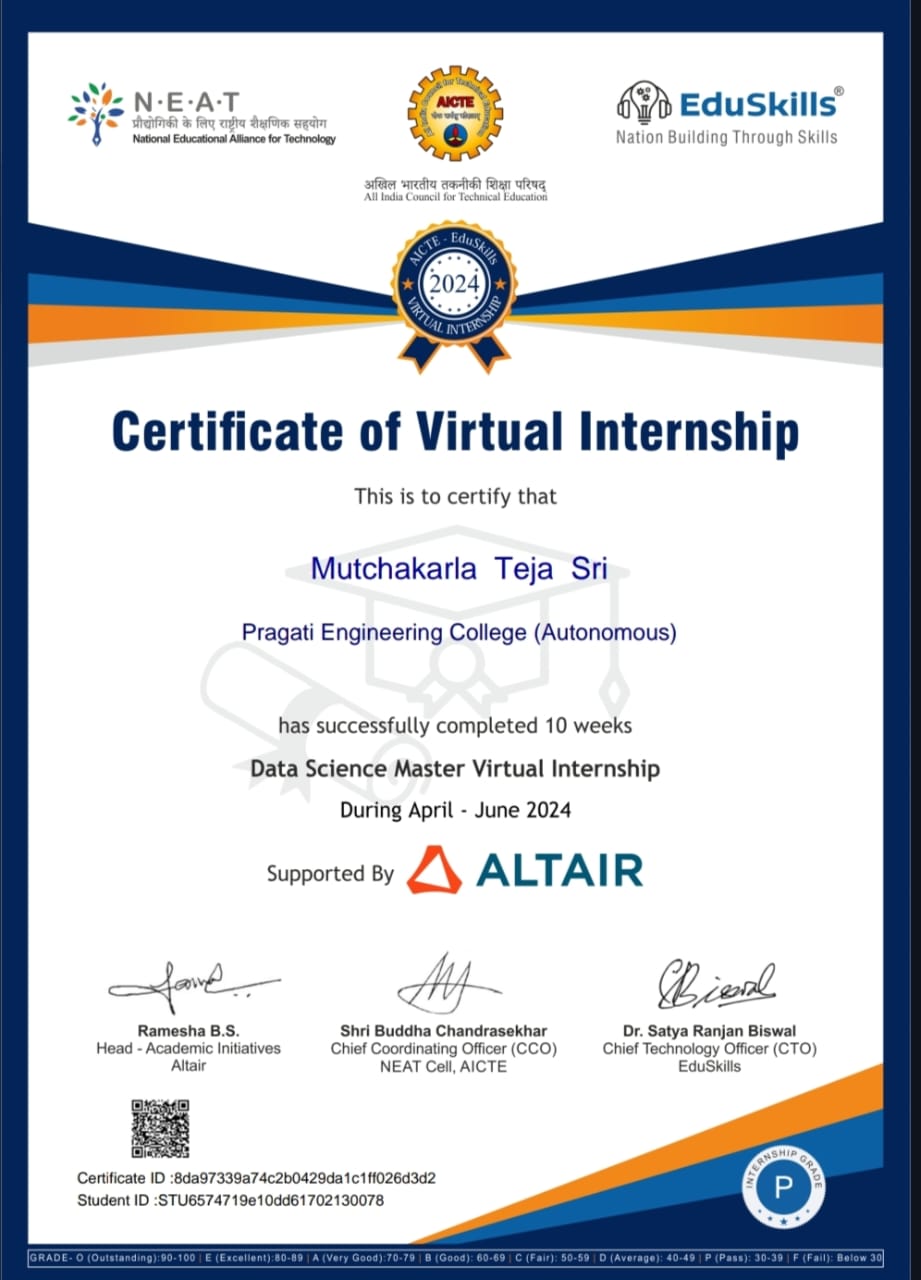 N·E·A·T
प्रौद्योगिकी के लिए राष्ट्रीय शैक्षणिक सहयोग
National Educational Alliance for Technology
All India Council for Technical Education
AICTE
अखिल भारतीय तकनीकी शिक्षा परिषद्
All India Council for Technical Education
EduSkills®
Nation Building Through Skills
AICTE - EduSkills
2024
VIRTUAL INTERNSHIP
Certificate of Virtual Internship
This is to certify that
Mutchakarla Teja Sri
Pragati Engineering College (Autonomous)
has successfully completed 10 weeks
Data Science Master Virtual Internship
During April - June 2024
Supported By ALTAIR
Ramesha B.S.
Head - Academic Initiatives
Altair
Shri Buddha Chandrasekhar
Chief Coordinating Officer (CCO)
NEAT Cell, AICTE
Dr. Satya Ranjan Biswal
Chief Technology Officer (CTO)
EduSkills
Certificate ID :8da97339a74c2b0429da1c1ff026d3d2
Student ID :STU6574719e10dd61702130078
INTERNSHIP GRADE
P
GRADE- O (Outstanding):90-100 | E (Excellent):80-89 | A (Very Good):70-79 | B (Good): 60-69 | C (Fair): 50-59 | D (Average): 40-49 | P (Pass): 30-39 | F (Fail): Below 30